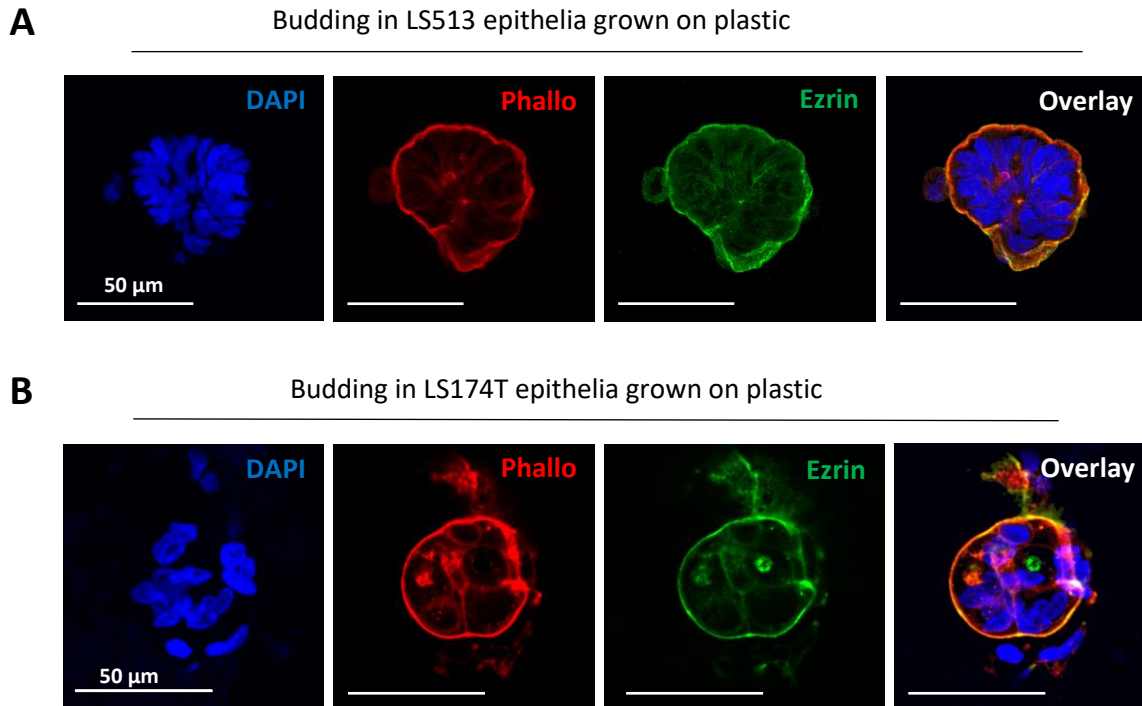 A
Budding in LS513 epithelia grown on plastic
DAPI
Phallo
Ezrin
Overlay
50 µm
B
Budding in LS174T epithelia grown on plastic
DAPI
Phallo
Ezrin
Overlay
50 µm